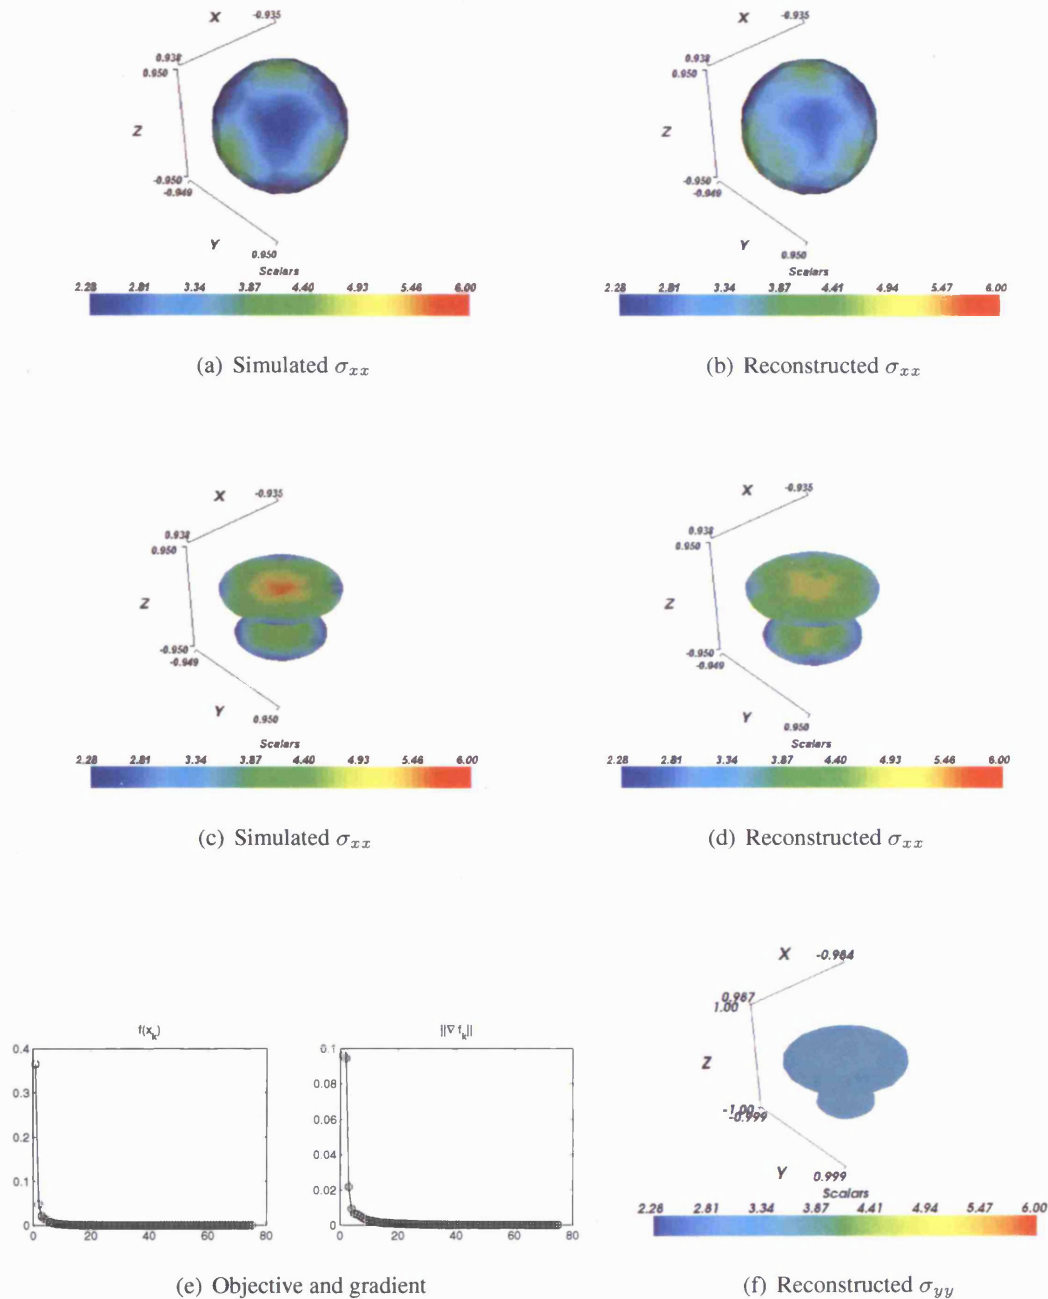 X -0.935
0.938
0.950
Z
-0.950
-0.949
Y
0.950
Scalars
2.28 2.81 3.34 3.87 4.40 4.93 5.46 6.00
(a) Simulated σxx
X -0.935
0.938
0.950
Z
-0.950
-0.949
Y
0.950
Scalars
2.28 2.81 3.34 3.87 4.41 4.94 5.47 6.00
(b) Reconstructed σxx
X -0.935
0.938
0.950
Z
-0.950
-0.949
Y
0.950
Scalars
2.28 2.81 3.34 3.87 4.40 4.93 5.46 6.00
(c) Simulated σxx
X -0.935
0.938
0.950
Z
-0.950
-0.949
Y
0.950
Scalars
2.28 2.81 3.34 3.87 4.40 4.93 5.46 6.00
(d) Reconstructed σxx
f(xk)
0.4
0.3
0.2
0.1
0
0 20 40 60 80
||∇ fk||
0.1
0.08
0.06
0.04
0.02
0
0 20 40 60 80
(e) Objective and gradient
X -0.984
0.987
1.00
Z
-1.00
-0.999
Y 0.999
Scalars
2.28 2.81 3.34 3.87 4.41 4.94 5.47 6.00
(f) Reconstructed σyy